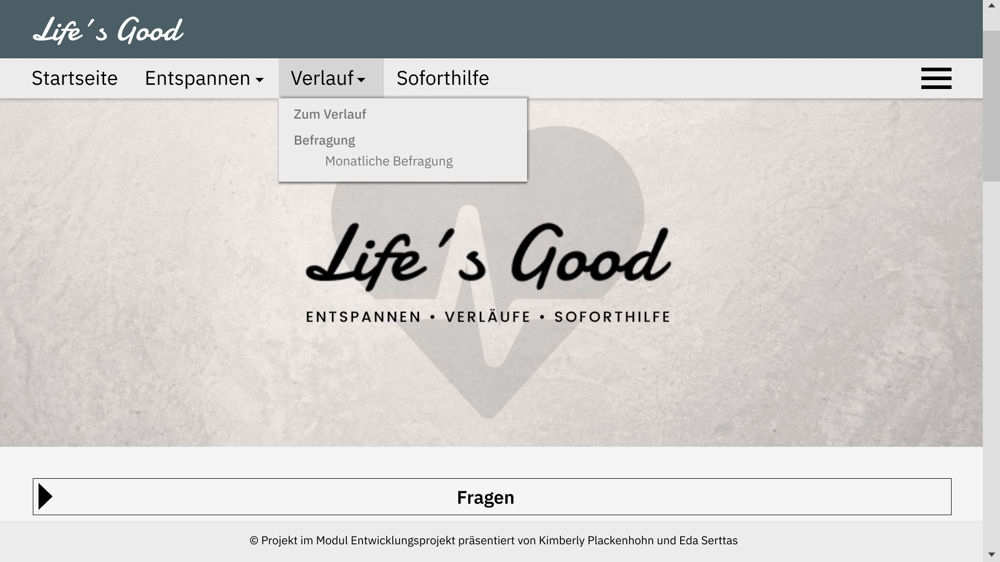 Life´s Good
Startseite Entspannen Verlauf Soforthilfe
Zum Verlauf
Befragung
Monatliche Befragung
Life´s Good
ENTSPANNEN • VERLÄUFE • SOFORTHILFE
Fragen
© Projekt im Modul Entwicklungsprojekt präsentiert von Kimberly Plackenhohn und Eda Serttas